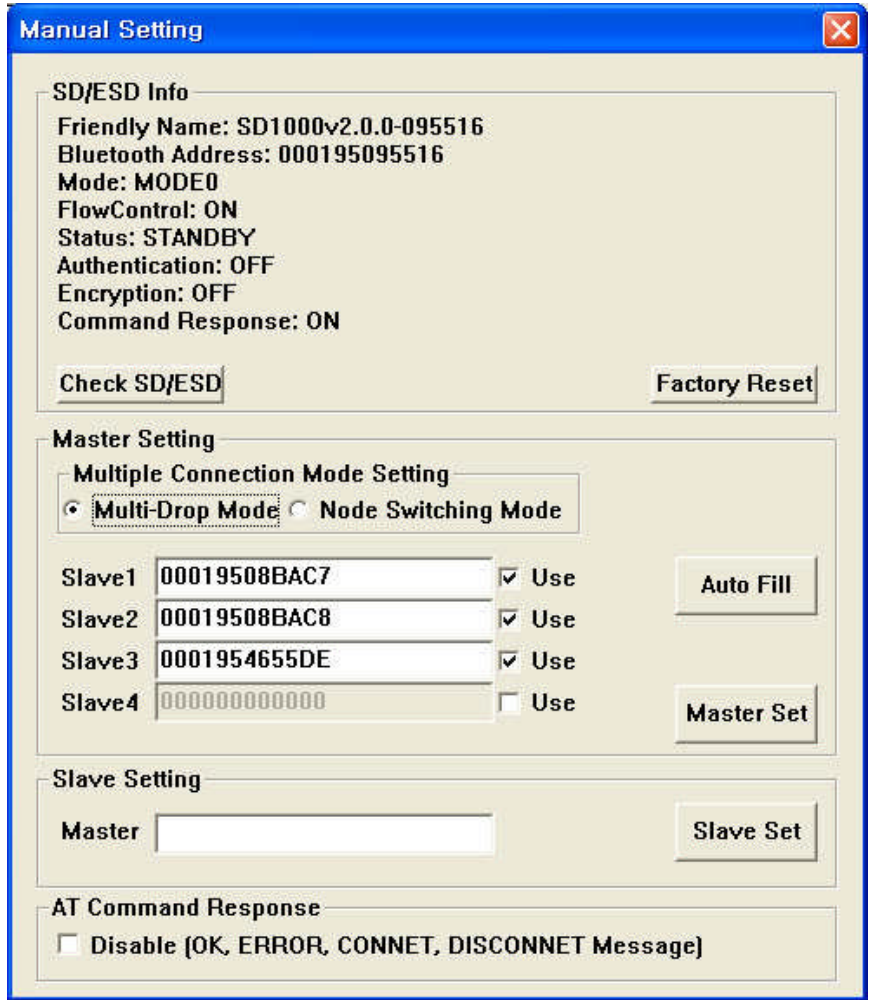 Manual Setting
SD/ESD Info
Friendly Name: SD1000v2.0.0-095516
Bluetooth Address: 000195095516
Mode: MODE0
FlowControl: ON
Status: STANDBY
Authentication: OFF
Encryption: OFF
Command Response: ON
Check SD/ESD Factory Reset
Master Setting
Multiple Connection Mode Setting
Multi-Drop Mode Node Switching Mode
Slave1 00019508BAC7 Use
Auto Fill
Slave2 00019508BAC8 Use
Slave3 0001954655DE Use
Slave4 000000000000 Use
Master Set
Slave Setting
Master Slave Set
AT Command Response
Disable (OK, ERROR, CONNET, DISCONNET Message)